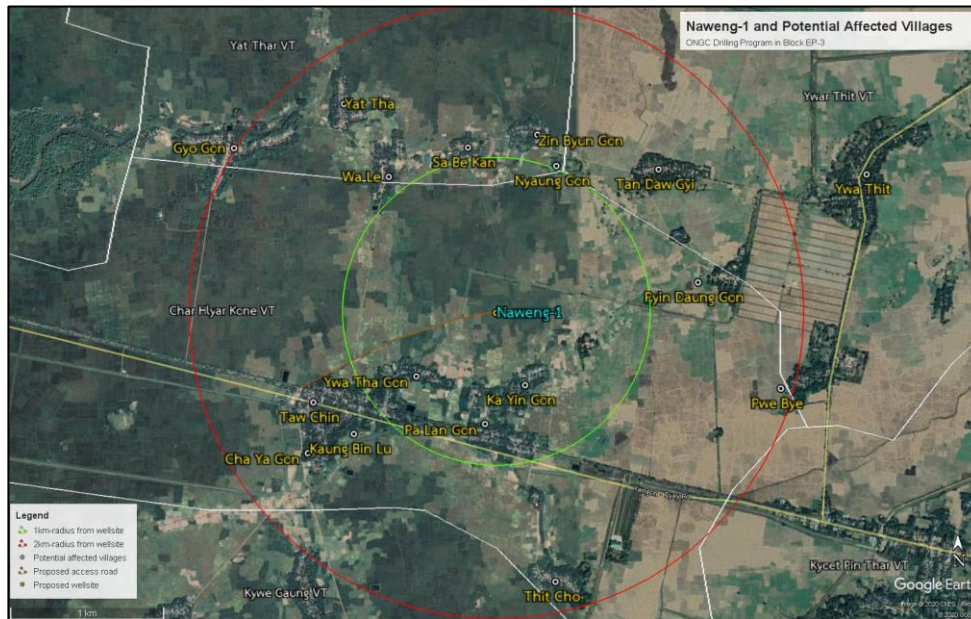 Naweng-1 and Potential Affected Villages
ONGC Drilling Program in Block EP-3
Yat Thar VT
Ywar Thit VT
Yat Tha
Zin Byun Gon
Gyo Gon
Sa Be Kan
Wa Le
Nyaung Gon
Tan Daw Gyi
Ywa Thit
Pyin Daung Gon
Char Hlyar Kone VT
Naweng-1
Ywa Tha Gon
Ka Yin Gon
Pwe Bye
Taw Chin
Pa Lan Gon
Kaung Bin Lu
Cha Ya Gon
Legend
1km-radius from wellsite
2km-radius from wellsite
Potential affected villages
Proposed access road
Proposed wellsite
Kywe Gaung VT
Thit Cho
Kycet Pin Thar VT
N
Google Eart
1 km